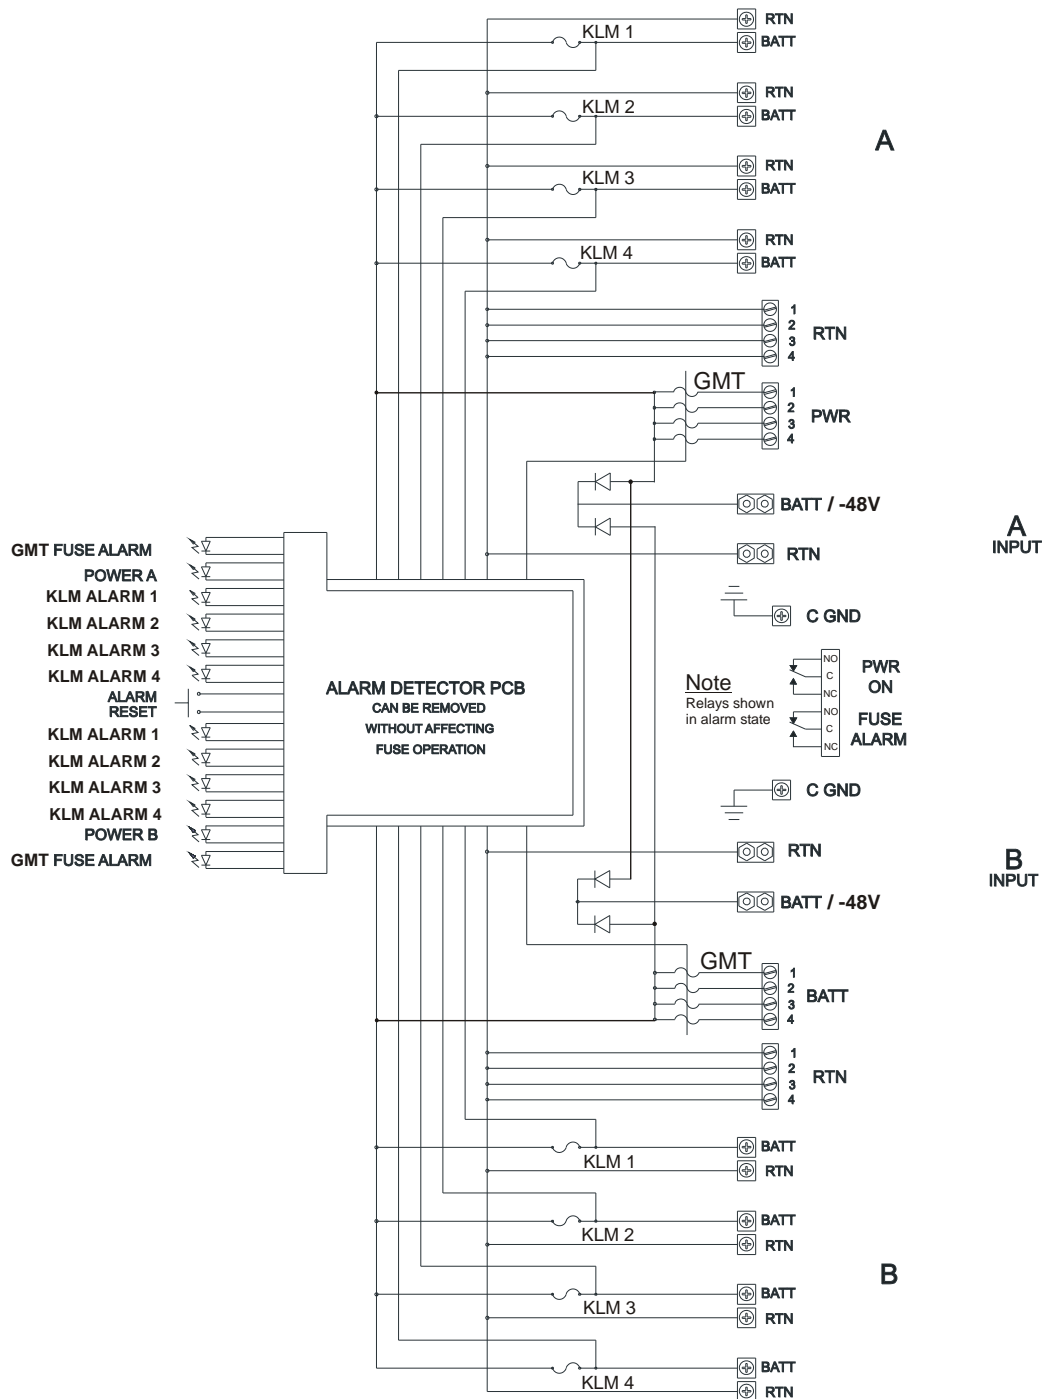 RTN
KLM 1
BATT
RTN
KLM 2
BATT
A
RTN
KLM 3
BATT
RTN
KLM 4
BATT
1
2
3
4
RTN
GMT
1
2
3
4
PWR
BATT / -48V
A
INPUT
RTN
C GND
GMT FUSE ALARM
POWER A
KLM ALARM 1
KLM ALARM 2
KLM ALARM 3
KLM ALARM 4
ALARM
RESET
KLM ALARM 1
KLM ALARM 2
KLM ALARM 3
KLM ALARM 4
POWER B
GMT FUSE ALARM
ALARM DETECTOR PCB
CAN BE REMOVED
WITHOUT AFFECTING
FUSE OPERATION
Note
Relays shown
in alarm state
NO
C
NC
PWR
ON
NO
C
NC
FUSE
ALARM
C GND
RTN
B
INPUT
BATT / -48V
GMT
1
2
3
4
BATT
1
2
3
4
RTN
BATT
KLM 1
RTN
BATT
KLM 2
RTN
B
BATT
KLM 3
RTN
BATT
KLM 4
RTN